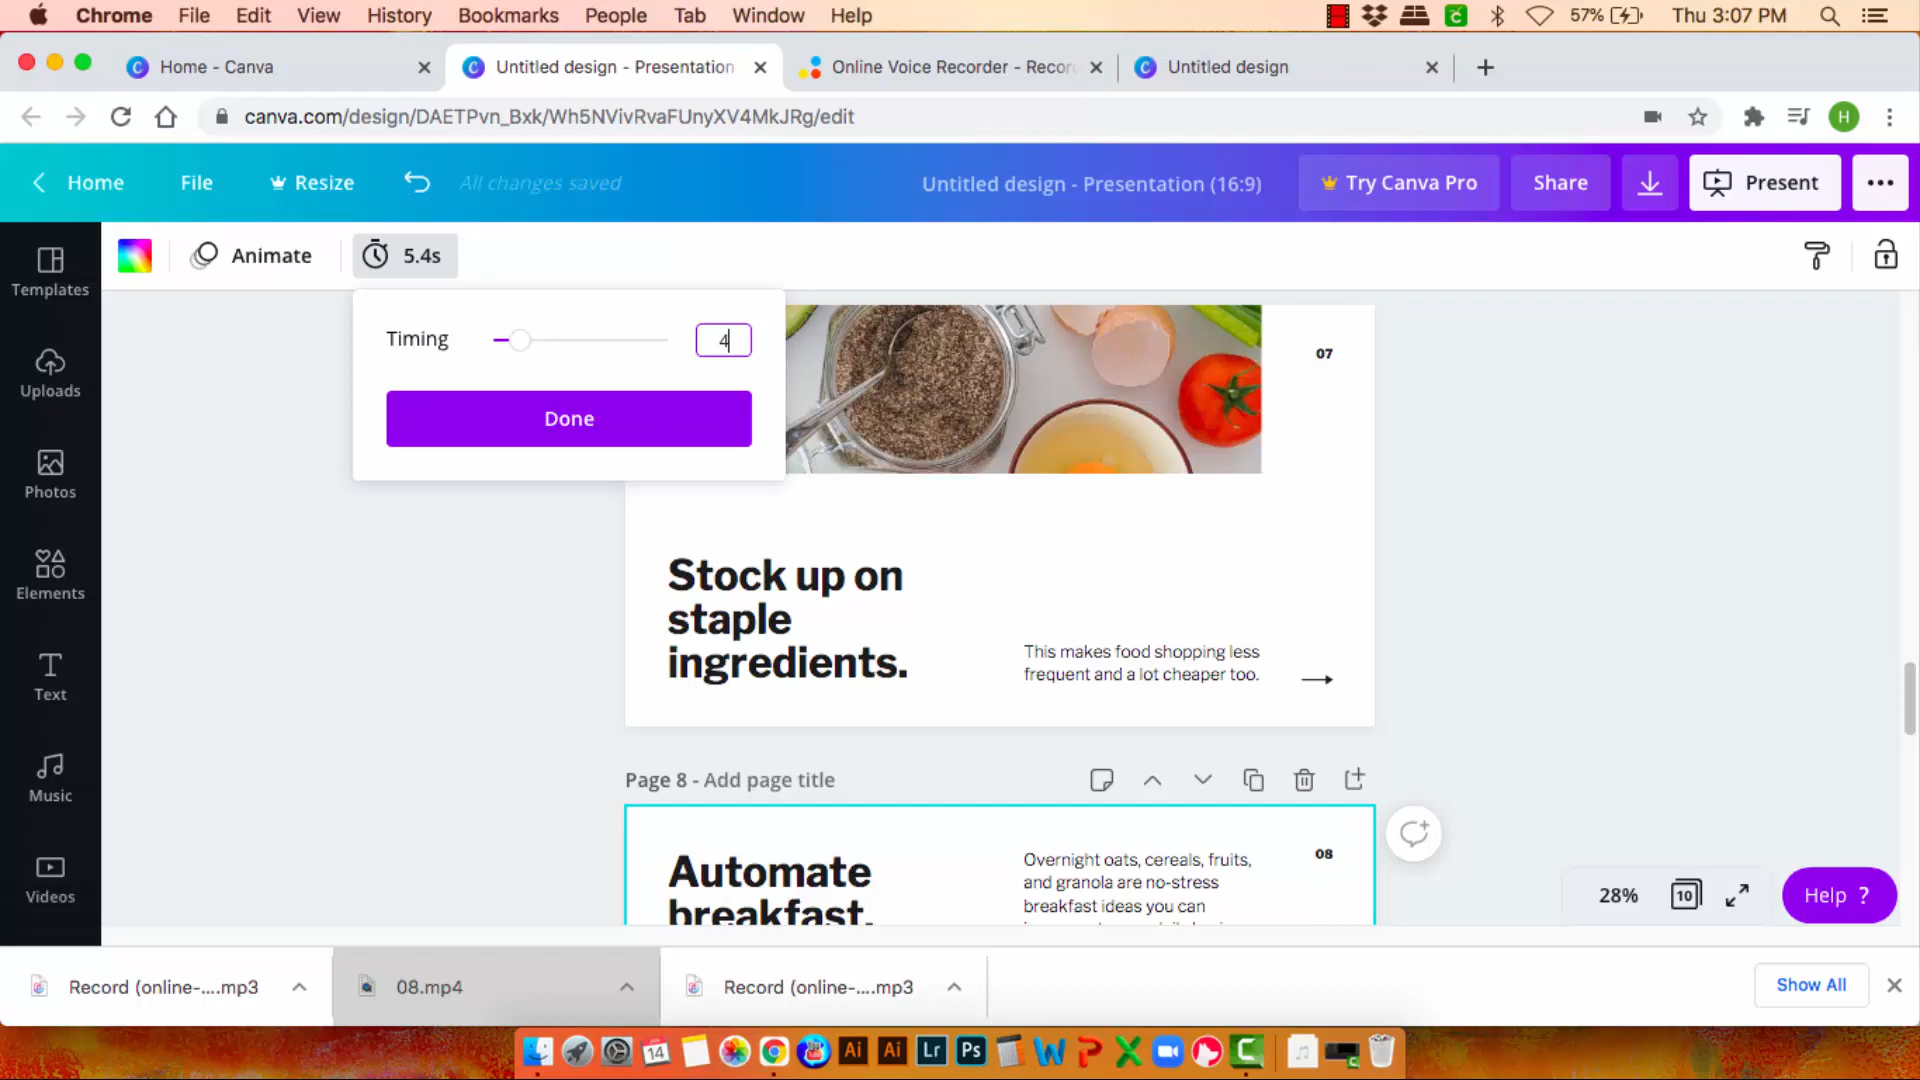 Chrome File Edit View History Bookmarks People Tab Window Help 57% Thu 3:07 PM
Home - Canva Untitled design - Presentation Online Voice Recorder - Recor Untitled design
canva.com/design/DAETPvn_Bxk/Wh5NVivRvaFUnyXV4MkJRg/edit H
Home File Resize All changes saved Untitled design - Presentation (16:9) Try Canva Pro Share Present
Templates
Uploads
Photos
Elements
Text
Music
Videos
Animate 5.4s
Timing 4
Done
07
Stock up on
staple
ingredients.
This makes food shopping less
frequent and a lot cheaper too.
Page 8 - Add page title
Automate
breakfast.
Overnight oats, cereals, fruits,
and granola are no-stress
breakfast ideas you can
08
28% 10 Help ?
Record (online-....mp3 08.mp4 Record (online-....mp3 Show All
14 Ai Ai Lr Ps